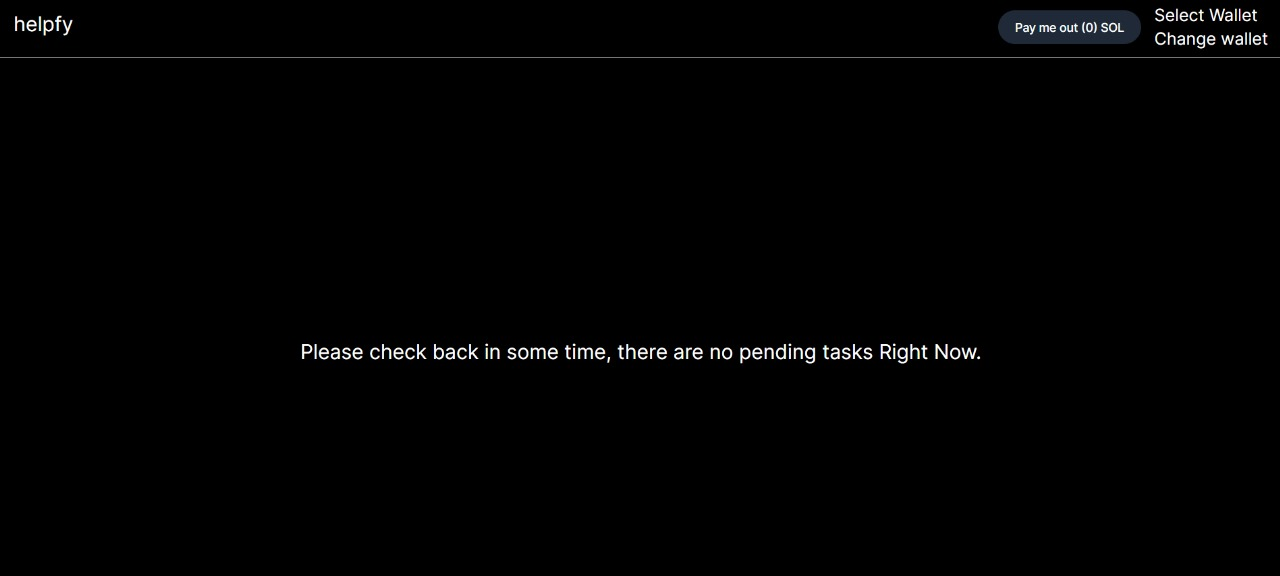 helpfy
Pay me out (0) SOL
Select Wallet
Change wallet
Please check back in some time, there are no pending tasks Right Now.